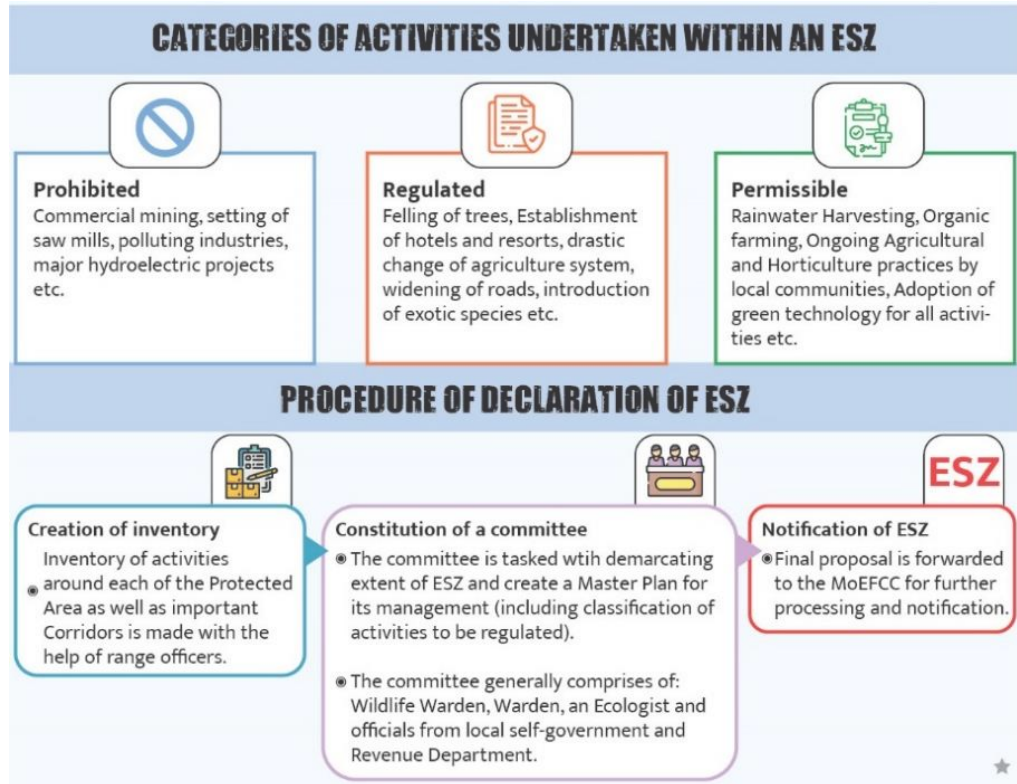 CATEGORIES OF ACTIVITIES UNDERTAKEN WITHIN AN ESZ
Prohibited
Commercial mining, setting of
saw mills, polluting industries,
major hydroelectric projects
etc.
Regulated
Felling of trees, Establishment
of hotels and resorts, drastic
change of agriculture system,
widening of roads, introduction
of exotic species etc.
Permissible
Rainwater Harvesting, Organic
farming, Ongoing Agricultural
and Horticulture practices by
local communities, Adoption of
green technology for all activi-
ties etc.
PROCEDURE OF DECLARATION OF ESZ
Creation of inventory
Inventory of activities
around each of the Protected
Area as well as important
Corridors is made with the
help of range officers.
Constitution of a committee
The committee is tasked wtih demarcating
extent of ESZ and create a Master Plan for
its management (including classification of
activities to be regulated).
The committee generally comprises of:
Wildlife Warden, Warden, an Ecologist and
officials from local self-government and
Revenue Department.
ESZ
Notification of ESZ
Final proposal is forwarded
to the MoEFCC for further
processing and notification.